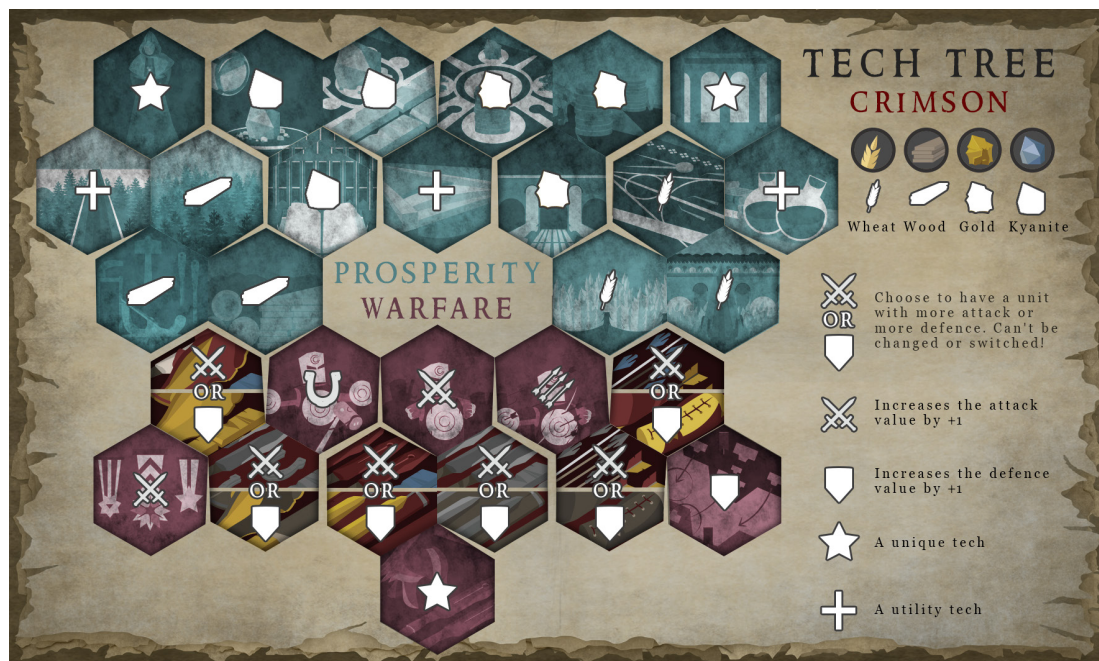 TECH TREE
CRIMSON
Wheat Wood Gold Kyanite
PROSPERITY
WARFARE
OR
Choose to have a unit
with more attack or
more defence. Can't be
changed or switched!
OR
OR
Increases the attack
value by +1
OR
OR
OR
OR
Increases the defence
value by +1
A unique tech
A utility tech